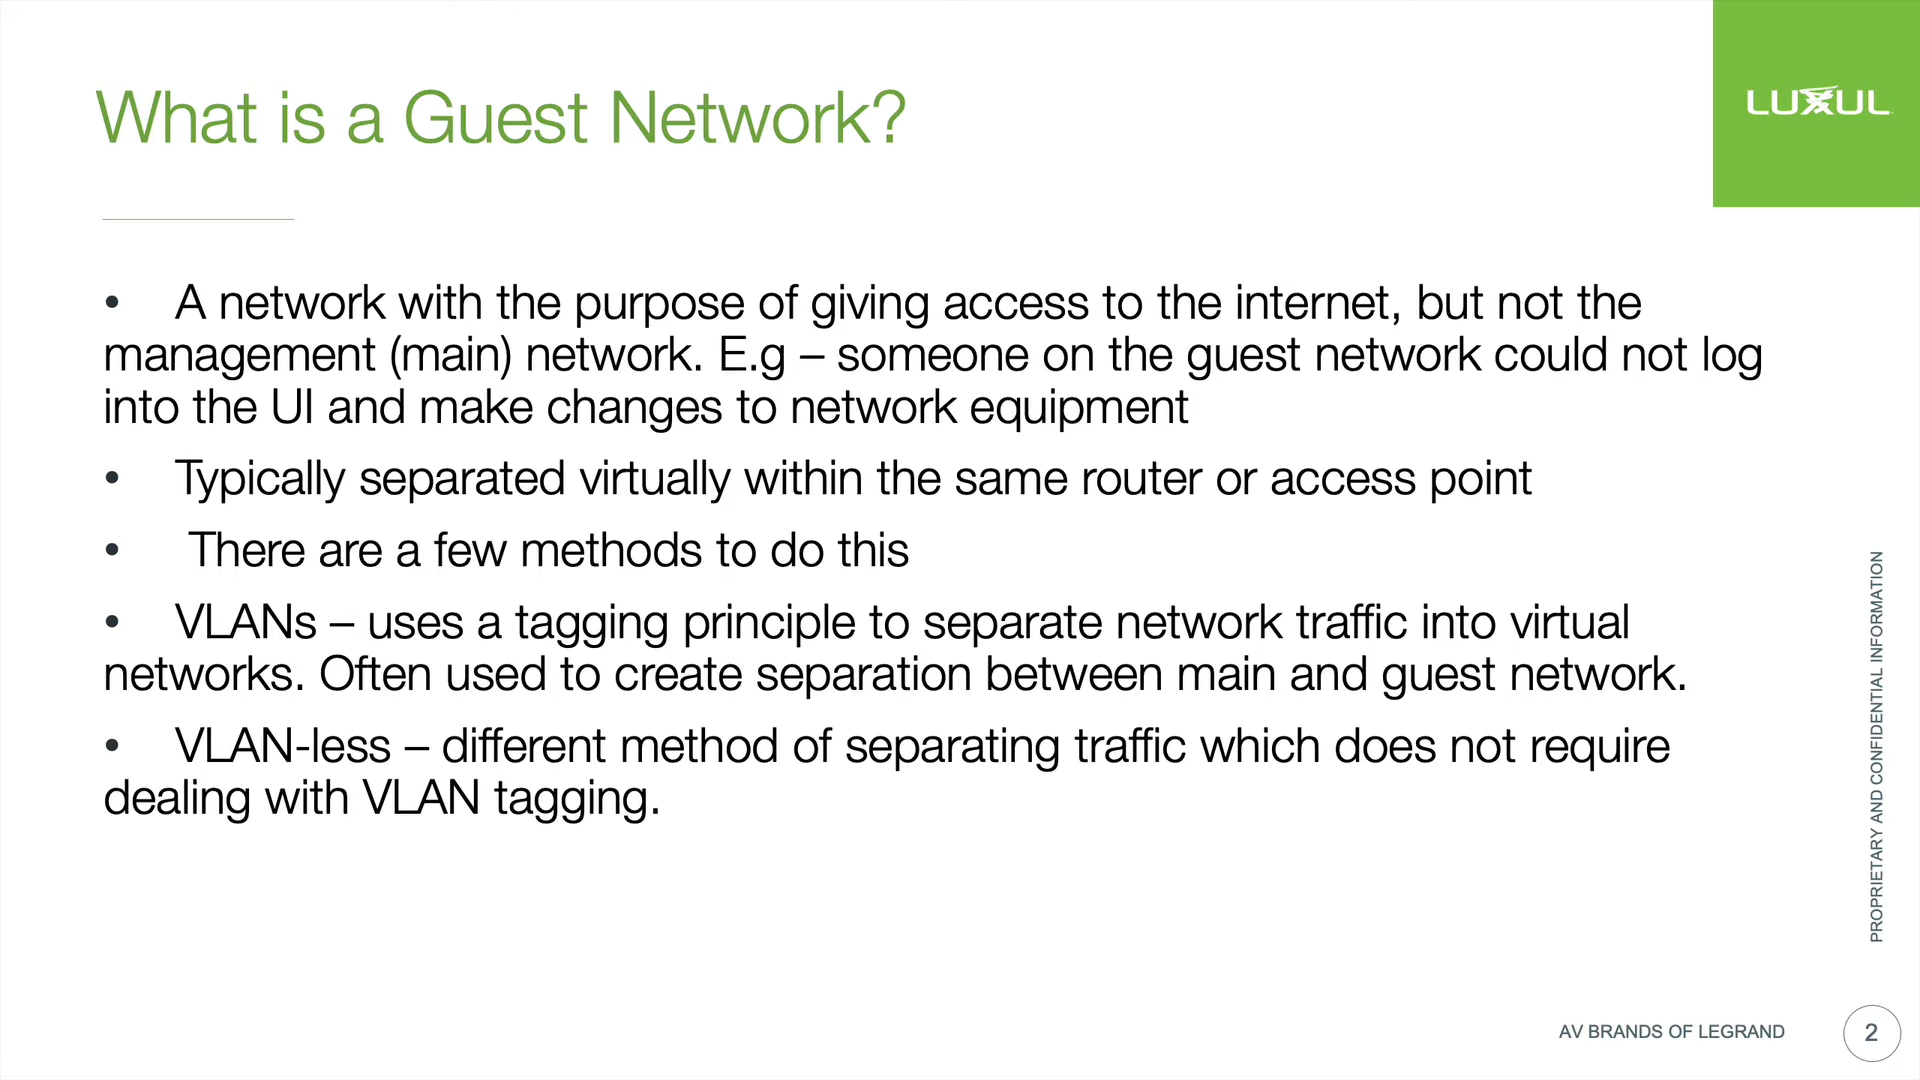 What is a Guest Network?
LUXUL
• A network with the purpose of giving access to the internet, but not the
management (main) network. E.g – someone on the guest network could not log
into the UI and make changes to network equipment
• Typically separated virtually within the same router or access point
• There are a few methods to do this
• VLANs – uses a tagging principle to separate network traffic into virtual
networks. Often used to create separation between main and guest network.
• VLAN-less – different method of separating traffic which does not require
dealing with VLAN tagging.
PROPRIETARY AND CONFIDENTIAL INFORMATION
AV BRANDS OF LEGRAND
2